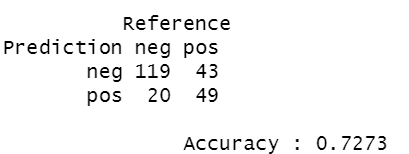 Reference
Prediction neg pos
neg 119 43
pos 20 49
Accuracy : 0.7273